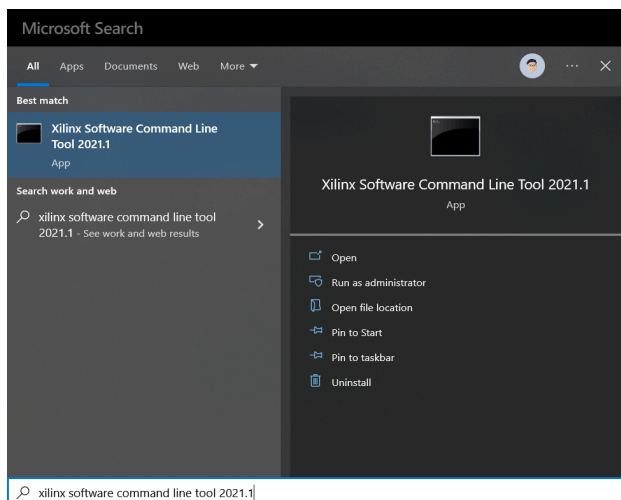 Microsoft Search
All Apps Documents Web More
Best match
Xilinx Software Command Line
Tool 2021.1
App
Search work and web
xilinx software command line tool
2021.1 - See work and web results
Xilinx Software Command Line Tool 2021.1
App
Open
Run as administrator
Open file location
Pin to Start
Pin to taskbar
Uninstall
xilinx software command line tool 2021.1